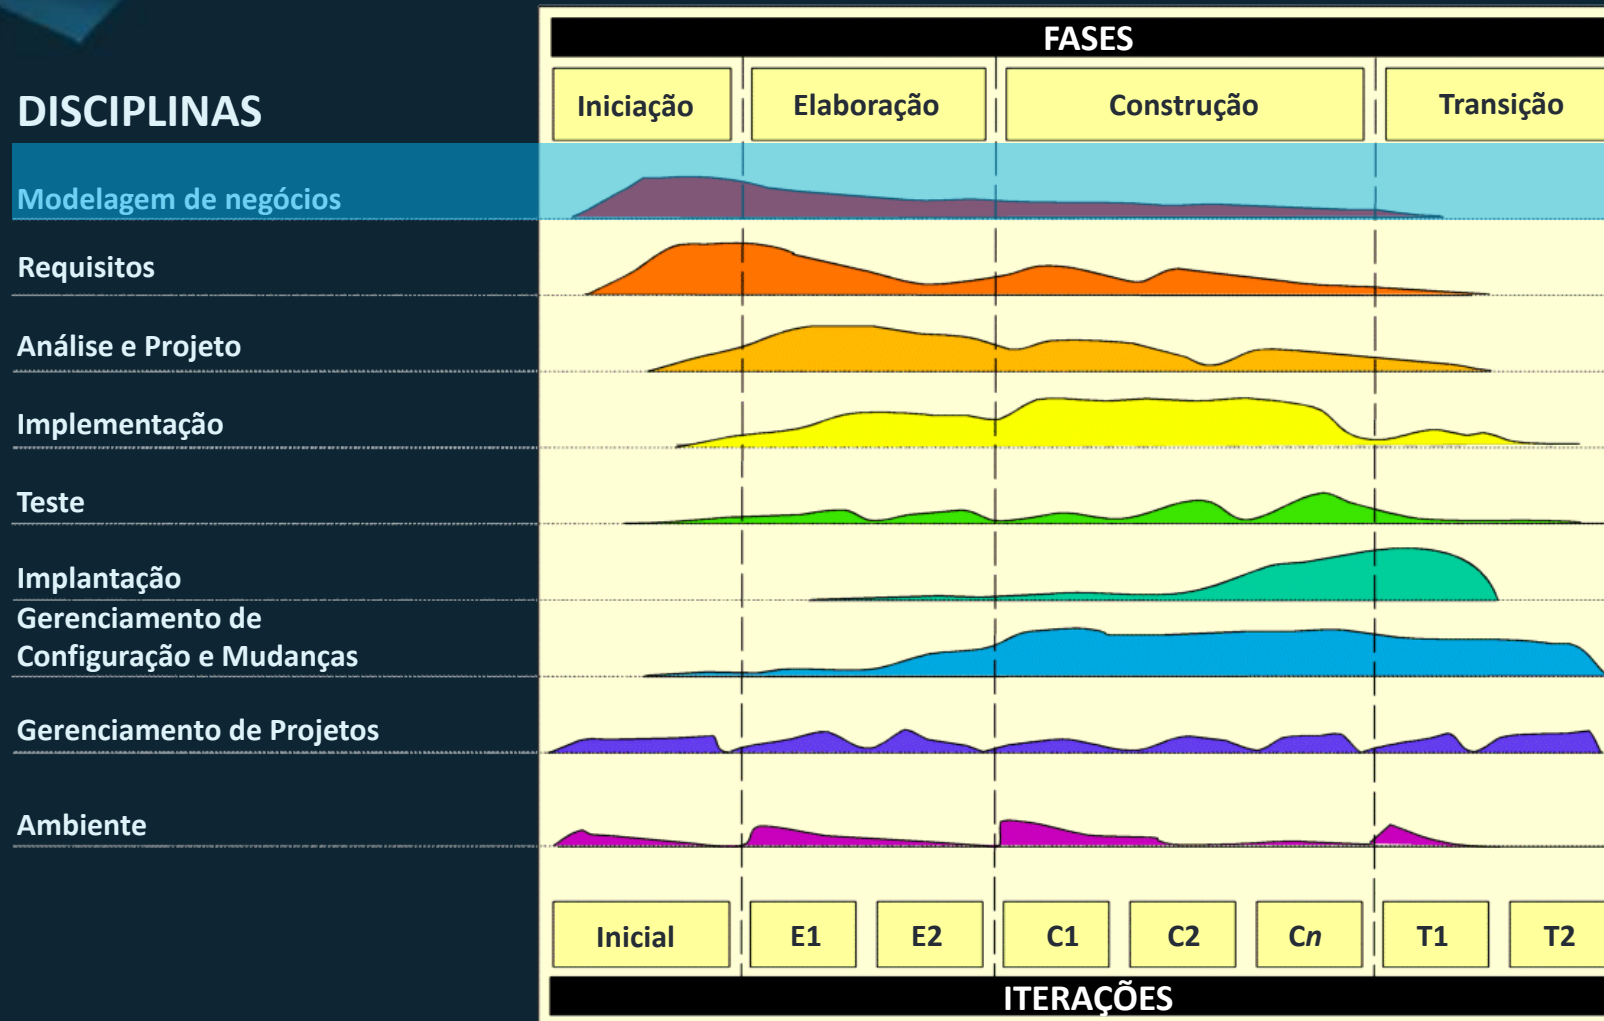 FASES
DISCIPLINAS
Iniciação
Elaboração
Construção
Transição
Modelagem de negócios
Requisitos
Análise e Projeto
Implementação
Teste
Implantação
Gerenciamento de
Configuração e Mudanças
Gerenciamento de Projetos
Ambiente
Inicial
E1
E2
C1
C2
Cn
T1
T2
ITERAÇÕES